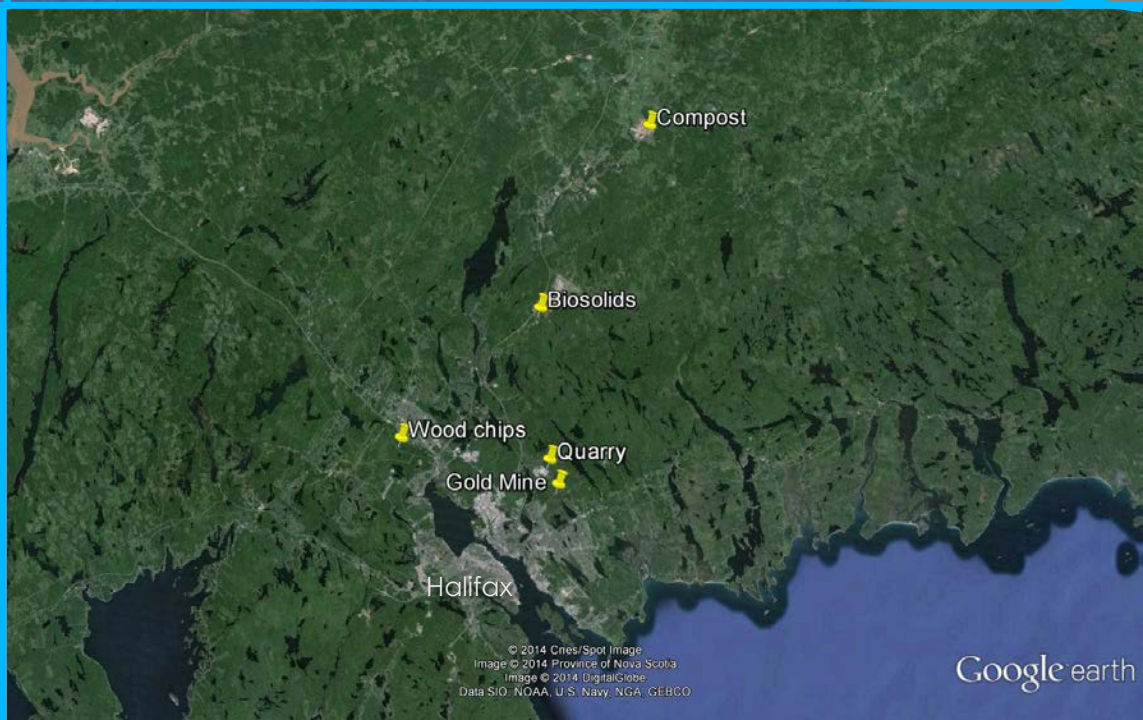 Compost
Biosolids
Wood chips
Quarry
Gold Mine
Halifax
© 2014 Cnes/Spot Image
Image © 2014 Province of Nova Scotia
Image © 2014 DigitalGlobe
Data SIO, NOAA, U.S. Navy, NGA, GEBCO
Google earth